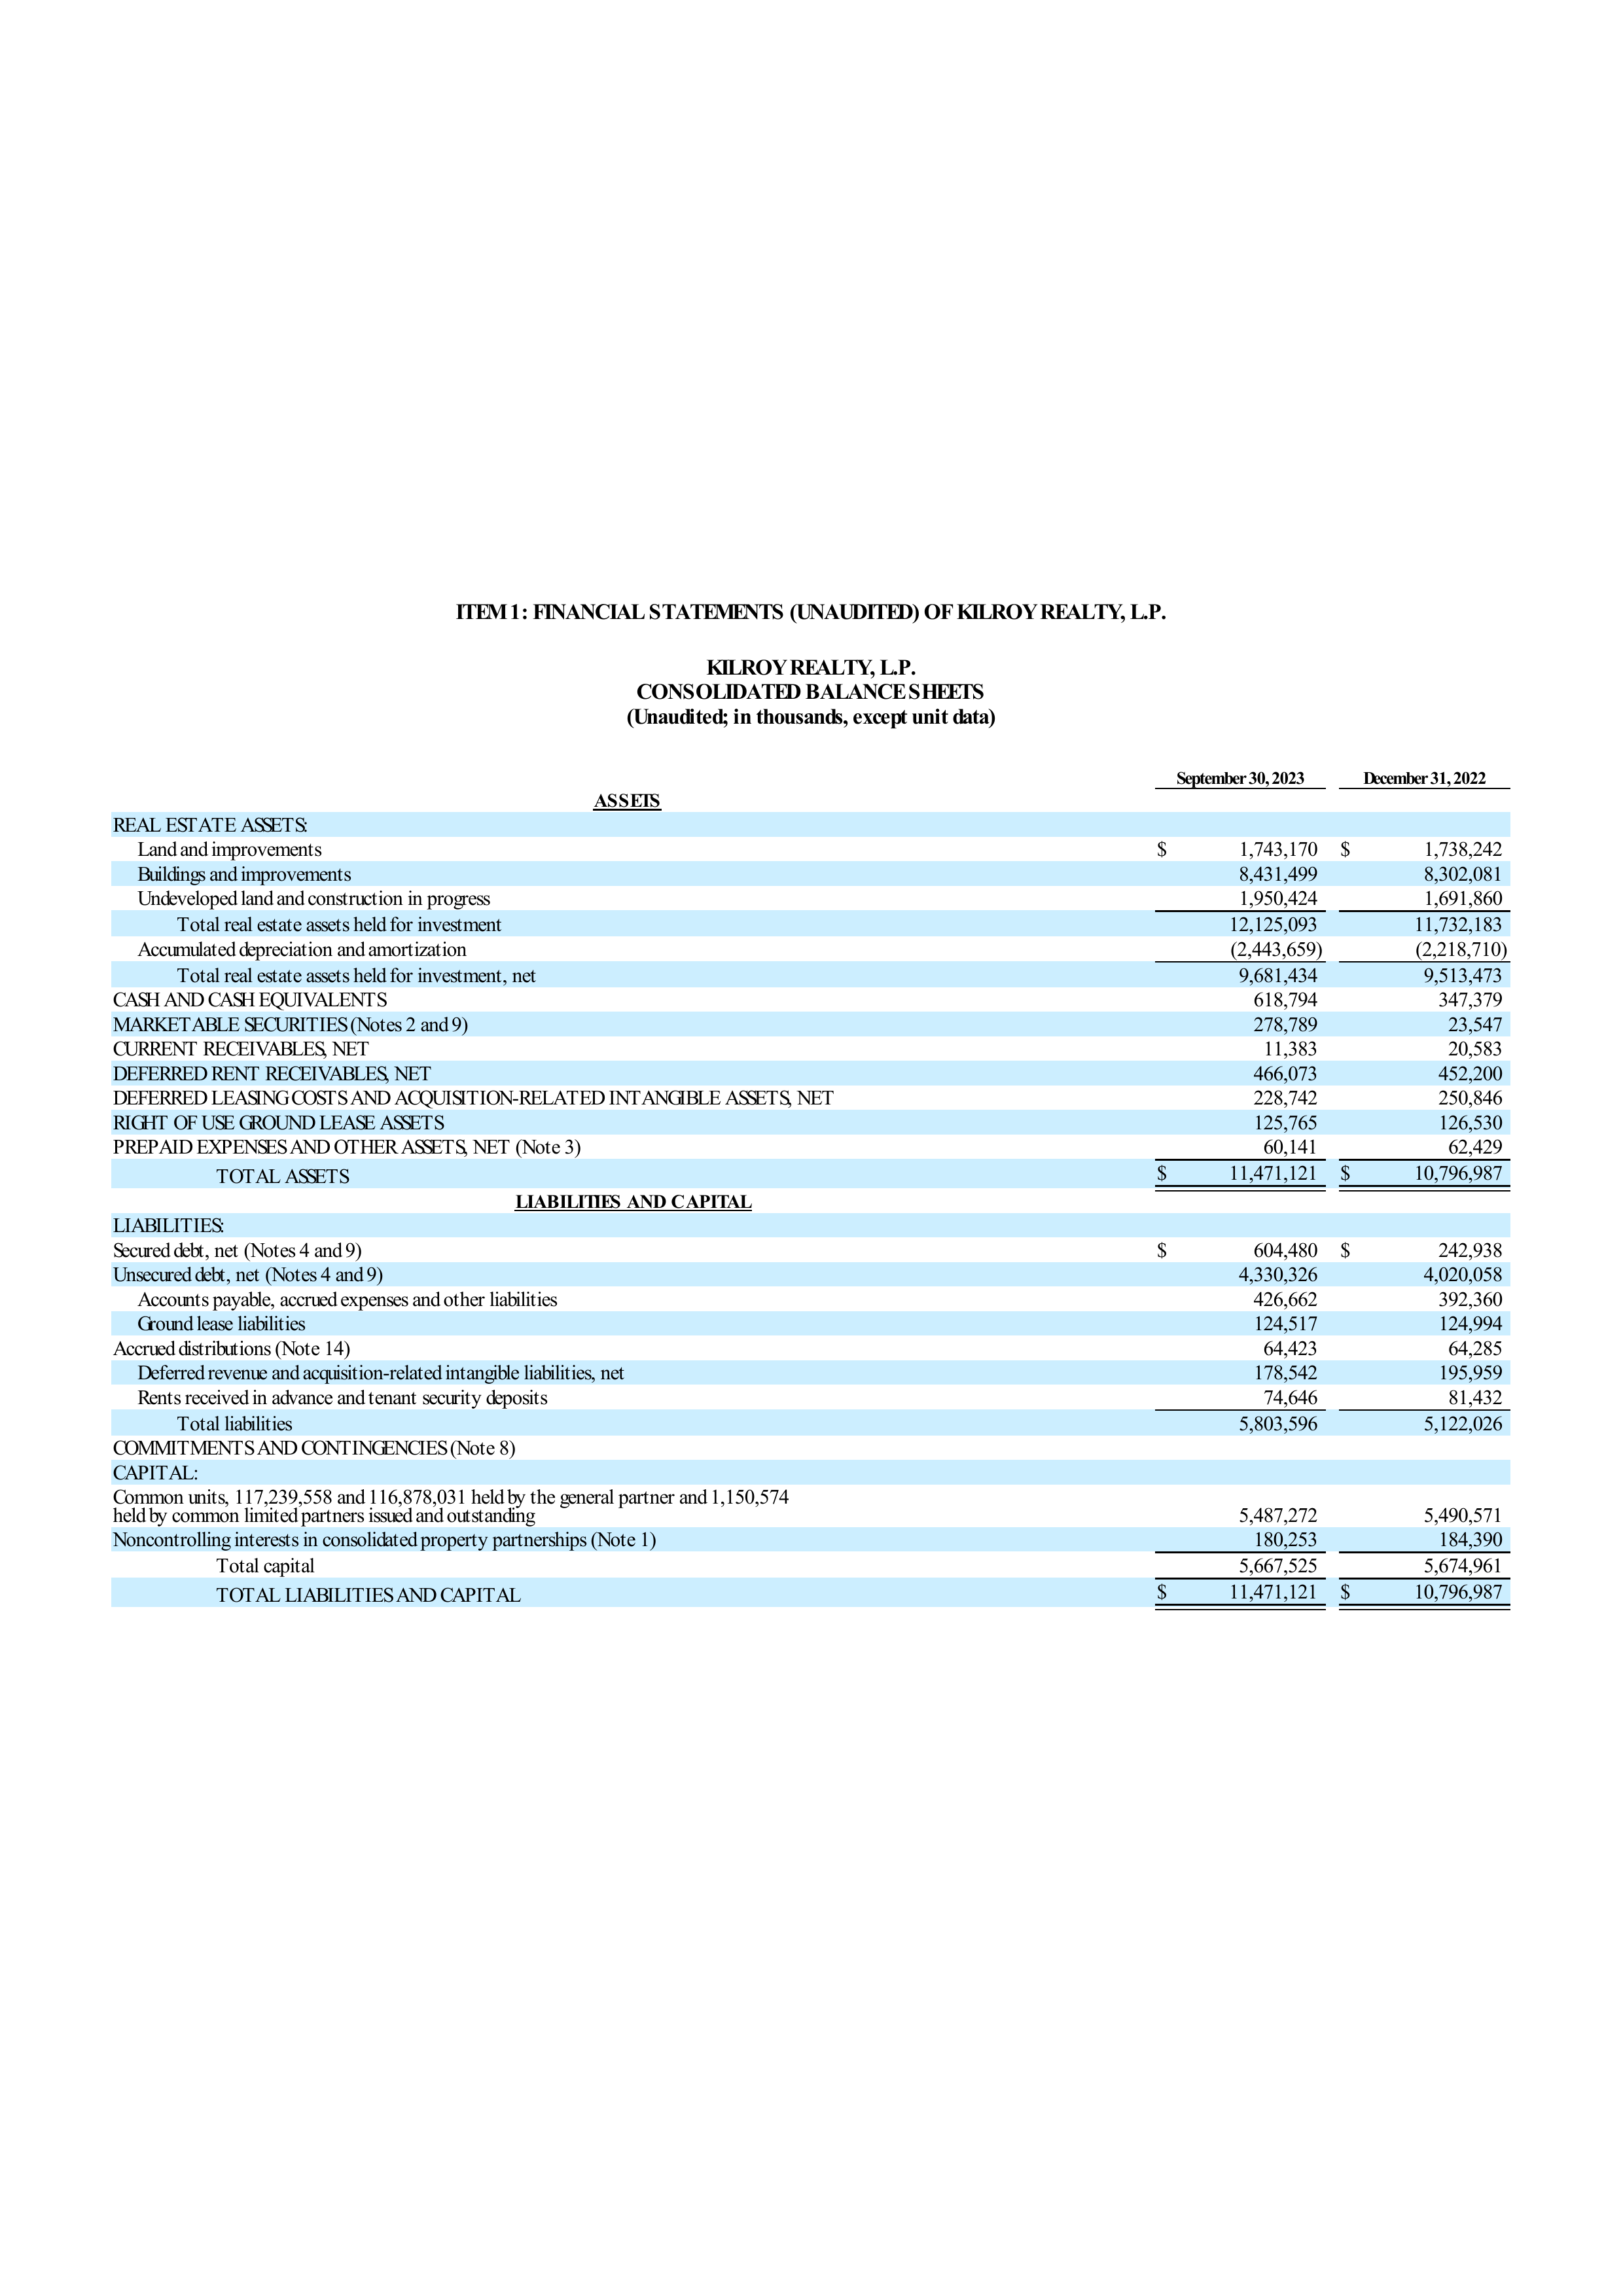 ITEM 1: FINANCIAL STATEMENTS (UNAUDITED) OF KILROY REALTY, L.P.
KILROY REALTY, L.P.
CONSOLIDATED BALANCE SHEETS
(Unaudited; in thousands, except unit data)
September 30, 2023 December 31, 2022
ASSETS
REAL ESTATE ASSETS:
Land and improvements $ 1,743,170 $ 1,738,242
Buildings and improvements 8,431,499 8,302,081
Undeveloped land and construction in progress 1,950,424 1,691,860
Total real estate assets held for investment 12,125,093 11,732,183
Accumulated depreciation and amortization (2,443,659) (2,218,710)
Total real estate assets held for investment, net 9,681,434 9,513,473
CASH AND CASH EQUIVALENTS 618,794 347,379
MARKETABLE SECURITIES (Notes 2 and 9) 278,789 23,547
CURRENT RECEIVABLES, NET 11,383 20,583
DEFERRED RENT RECEIVABLES, NET 466,073 452,200
DEFERRED LEASING COSTS AND ACQUISITION-RELATED INTANGIBLE ASSETS, NET 228,742 250,846
RIGHT OF USE GROUND LEASE ASSETS 125,765 126,530
PREPAID EXPENSES AND OTHER ASSETS, NET (Note 3) 60,141 62,429
TOTAL ASSETS $ 11,471,121 $ 10,796,987
LIABILITIES AND CAPITAL
LIABILITIES:
Secured debt, net (Notes 4 and 9) $ 604,480 $ 242,938
Unsecured debt, net (Notes 4 and 9) 4,330,326 4,020,058
Accounts payable, accrued expenses and other liabilities 426,662 392,360
Ground lease liabilities 124,517 124,994
Accrued distributions (Note 14) 64,423 64,285
Deferred revenue and acquisition-related intangible liabilities, net 178,542 195,959
Rents received in advance and tenant security deposits 74,646 81,432
Total liabilities 5,803,596 5,122,026
COMMITMENTS AND CONTINGENCIES (Note 8)
CAPITAL:
Common units, 117,239,558 and 116,878,031 held by the general partner and 1,150,574
held by common limited partners issued and outstanding 5,487,272 5,490,571
Noncontrolling interests in consolidated property partnerships (Note 1) 180,253 184,390
Total capital 5,667,525 5,674,961
TOTAL LIABILITIES AND CAPITAL $ 11,471,121 $ 10,796,987